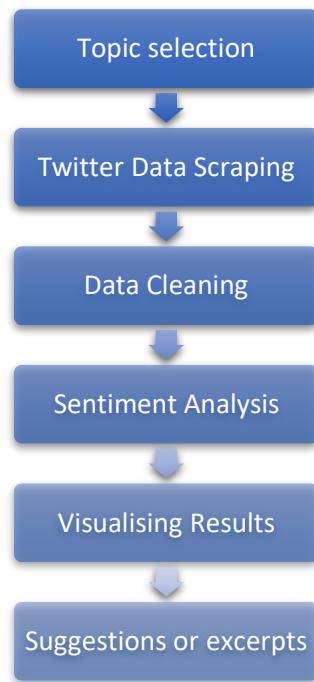 Topic selection
Twitter Data Scraping
Data Cleaning
Sentiment Analysis
Visualising Results
Suggestions or excerpts